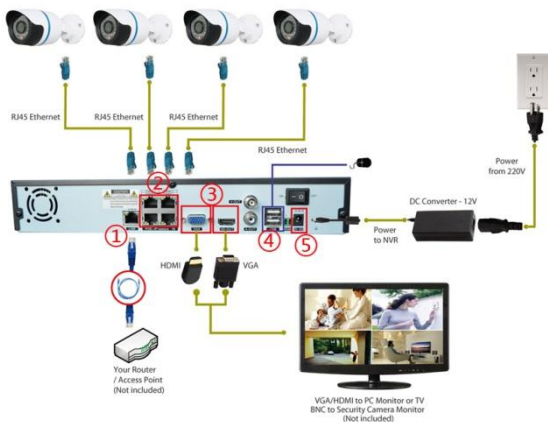 RJ45 Ethernet
RJ45 Ethernet
RJ45 Ethernet
RJ45 Ethernet
Power
from 220V
②
③
①
④
⑤
DC Converter - 12V
Power
to NVR
HDMI
VGA
Your Router
/ Access Point
(Not included)
VGA/HDMI to PC Monitor or TV
BNC to Security Camera Monitor
(Not included)